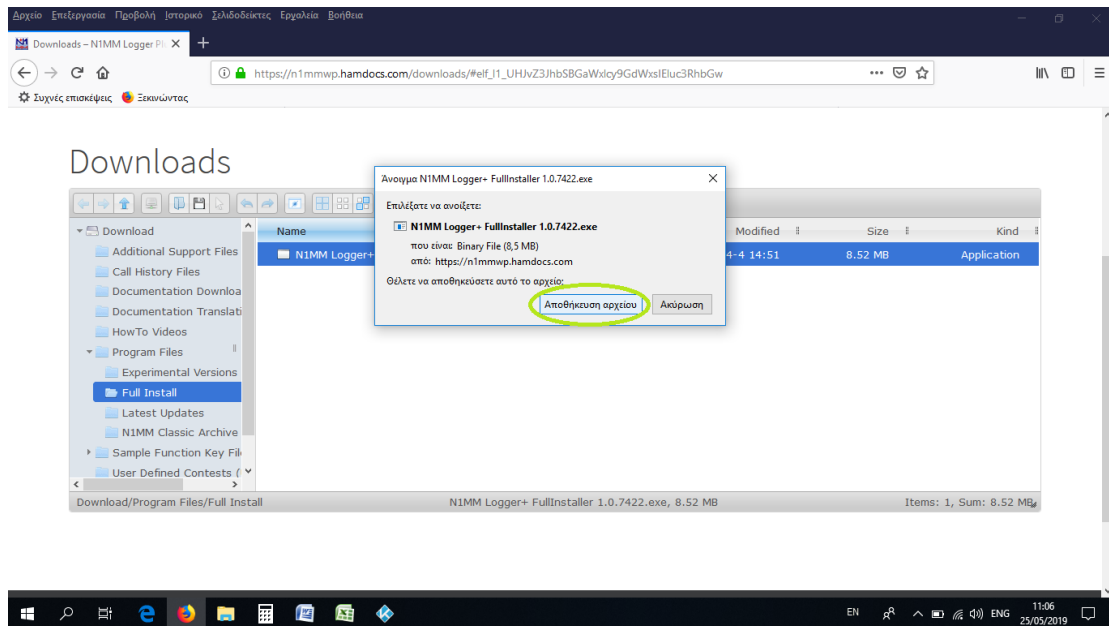 Αρχείο Επεξεργασία Προβολή Ιστορικό Σελιδοδείκτες Εργαλεία Βοήθεια
Downloads – N1MM Logger Pl
https://n1mmwp.hamdocs.com/downloads/#elf_l1_UHJvZ3JhbSBGaWxlcy9GdWxsIEluc3RhbGw
Συχνές επισκέψεις Ξεκινώντας
Downloads
Άνοιγμα N1MM Logger+ FullInstaller 1.0.7422.exe
Επιλέξατε να ανοίξετε:
N1MM Logger+ FullInstaller 1.0.7422.exe
που είναι: Binary File (8,5 MB)
από: https://n1mmwp.hamdocs.com
Θέλετε να αποθηκεύσετε αυτό το αρχείο;
Αποθήκευση αρχείου Ακύρωση
Name Modified Size Kind
N1MM Logger+ 4-4 14:51 8.52 MB Application
Download
Additional Support Files
Call History Files
Documentation Downloa
Documentation Translati
HowTo Videos
Program Files
Experimental Versions
Full Install
Latest Updates
N1MM Classic Archive
Sample Function Key Fil
User Defined Contests (
Download/Program Files/Full Install N1MM Logger+ FullInstaller 1.0.7422.exe, 8.52 MB Items: 1, Sum: 8.52 MB
EN ENG 11:06
25/05/2019